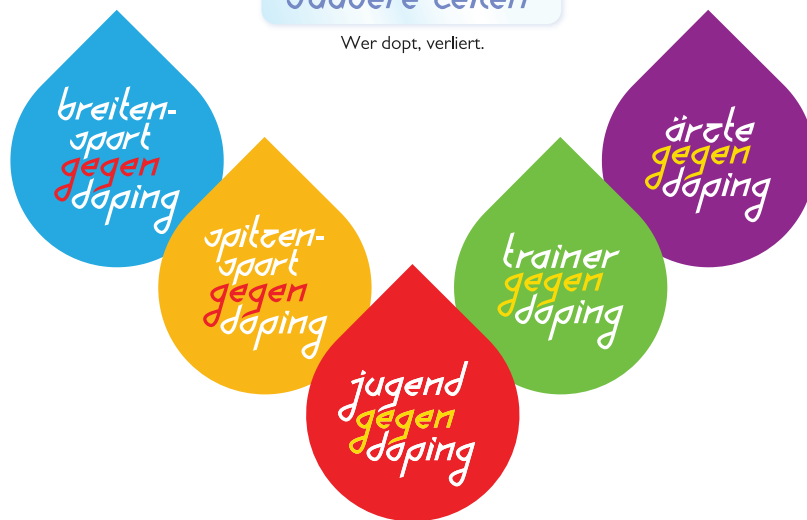 Wer dopt, verliert.
breiten-
sport
gegen
doping
spitzen-
sport
gegen
doping
jugend
gegen
doping
trainer
gegen
doping
ärzte
gegen
doping